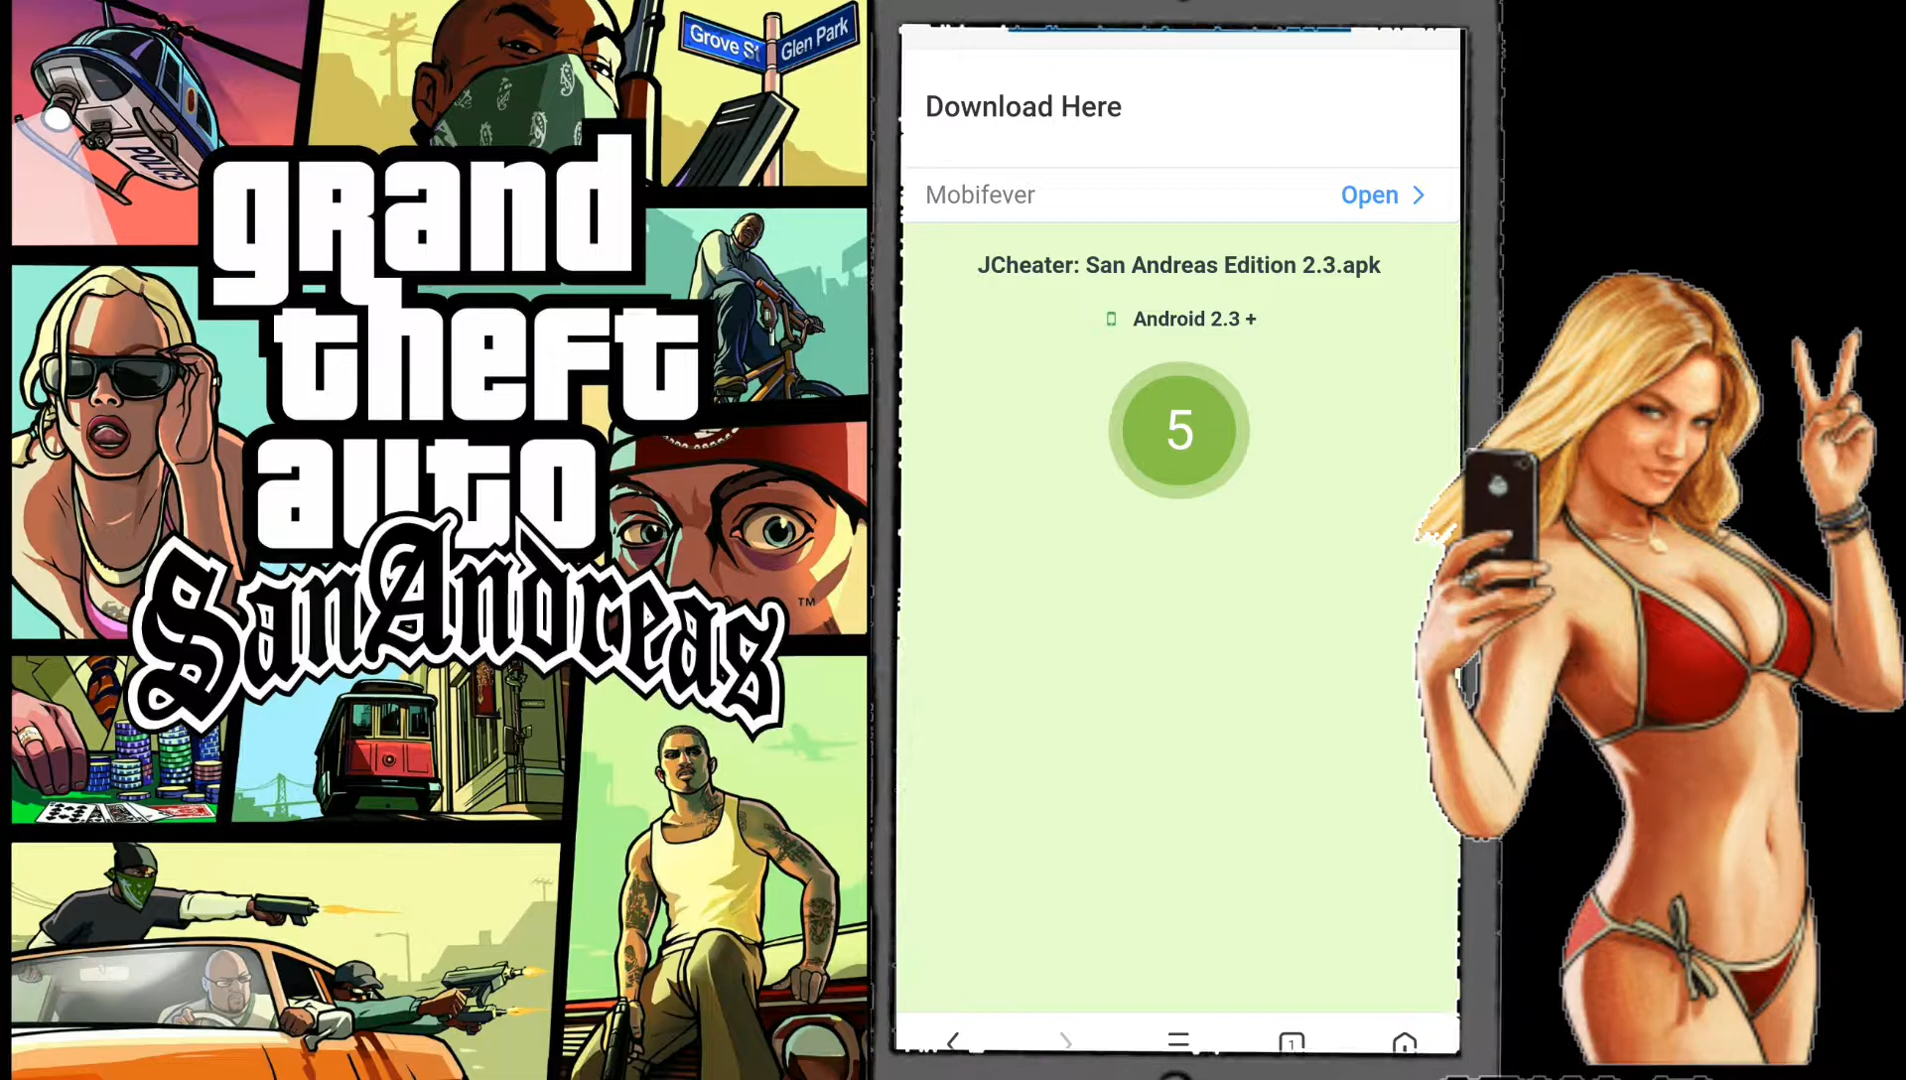 Grove St
Glen Park
POLICE
grand
theft
auto
San Andreas
TM
Download Here
Mobifever
Open
JCheater: San Andreas Edition 2.3.apk
Android 2.3 +
5
1